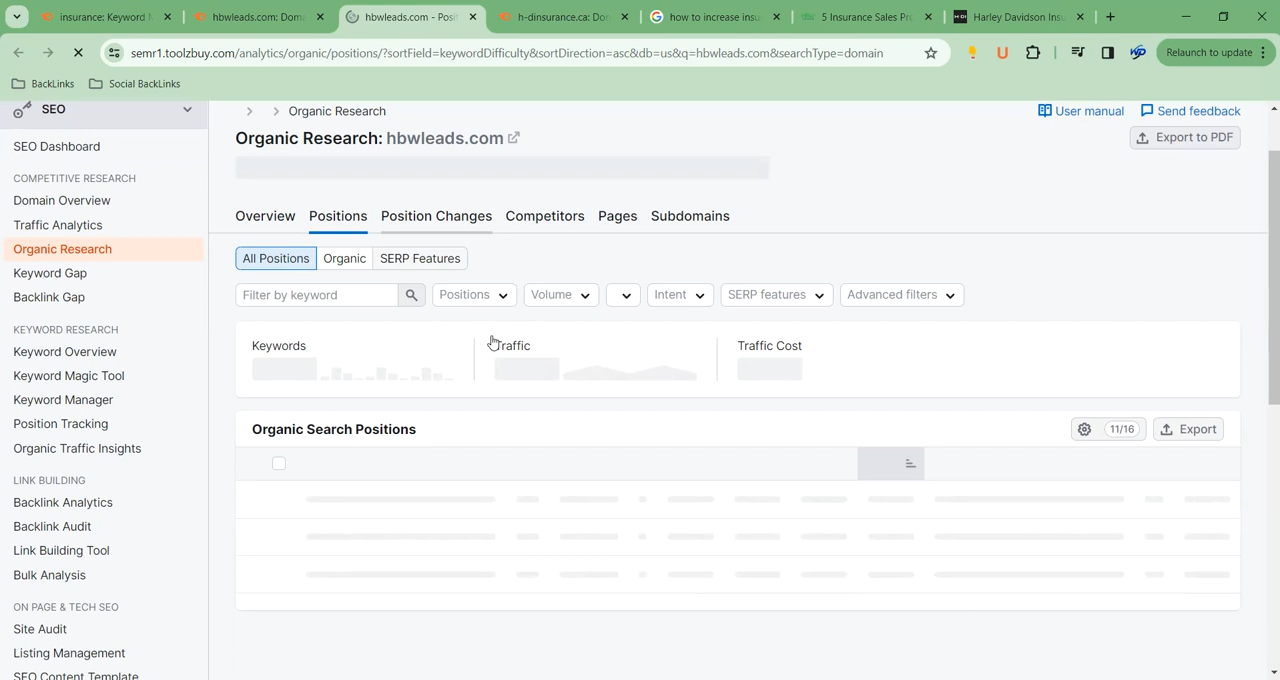 insurance: Keyword M
hbwleads.com: Doma
hbwleads.com - Posit
h-dinsurance.ca: Dom
how to increase insu
5 Insurance Sales Pro
Harley Davidson Insu
semr1.toolzbuy.com/analytics/organic/positions/?sortField=keywordDifficulty&sortDirection=asc&db=us&q=hbwleads.com&searchType=domain
Relaunch to update
BackLinks
Social BackLinks
SEO
SEO Dashboard
COMPETITIVE RESEARCH
Domain Overview
Traffic Analytics
Organic Research
Keyword Gap
Backlink Gap
KEYWORD RESEARCH
Keyword Overview
Keyword Magic Tool
Keyword Manager
Position Tracking
Organic Traffic Insights
LINK BUILDING
Backlink Analytics
Backlink Audit
Link Building Tool
Bulk Analysis
ON PAGE & TECH SEO
Site Audit
Listing Management
SEO Content Template
Organic Research
User manual
Send feedback
Organic Research: hbwleads.com
Export to PDF
Overview Positions Position Changes Competitors Pages Subdomains
All Positions Organic SERP Features
Filter by keyword Positions Volume Intent SERP features Advanced filters
Keywords Traffic Traffic Cost
Organic Search Positions
11/16
Export